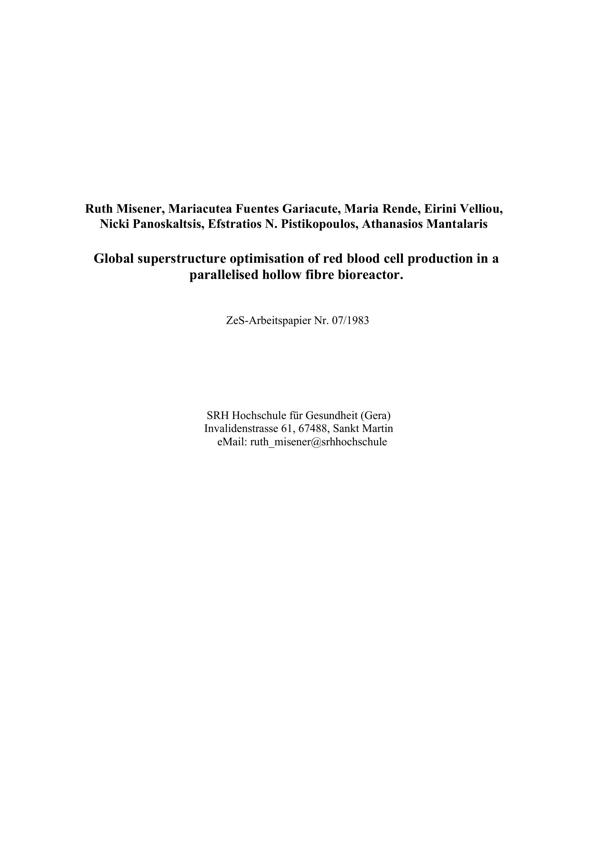 Ruth Misener, Mariacutea Fuentes Gariacute, Maria Rende, Eirini Velliou,
Nicki Panoskaltsis, Efstratios N. Pistikopoulos, Athanasios Mantalaris
Global superstructure optimisation of red blood cell production in a
parallelised hollow fibre bioreactor.
ZeS-Arbeitspapier Nr. 07/1983
SRH Hochschule für Gesundheit (Gera)
Invalidenstrasse 61, 67488, Sankt Martin
eMail: ruth_misener@srhhochschule